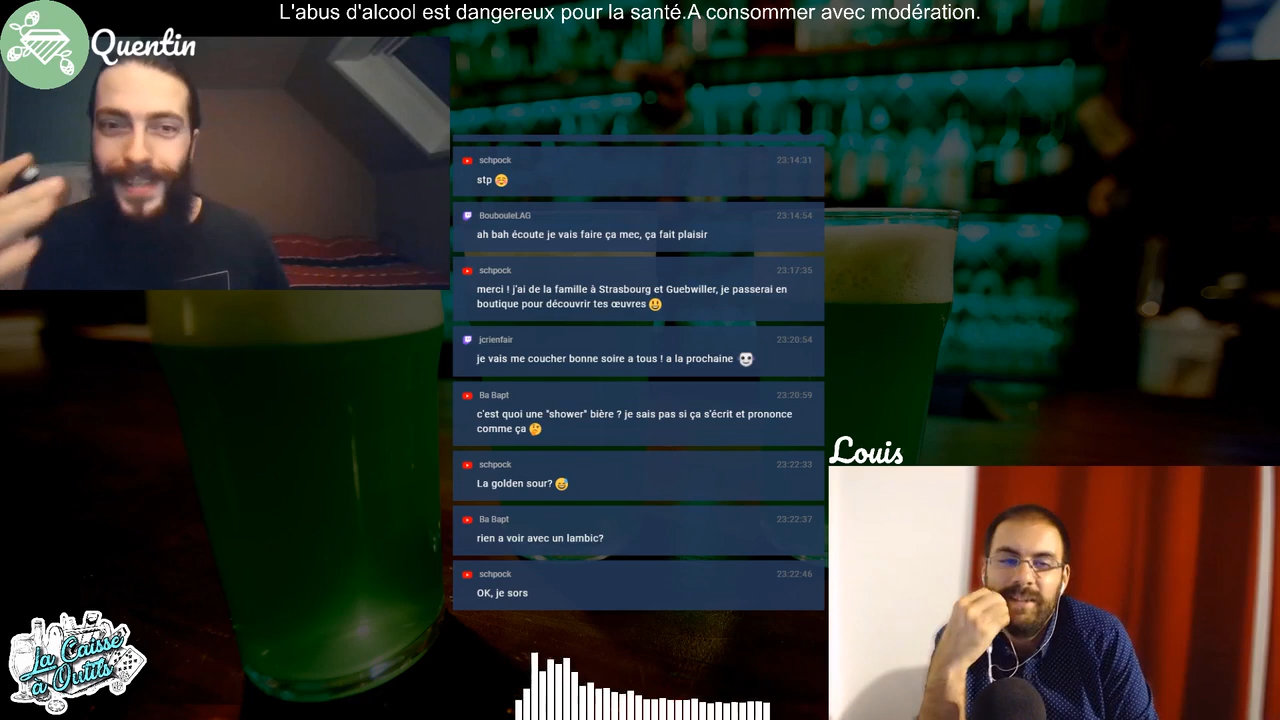 L'abus d'alcool est dangereux pour la santé.A consommer avec modération.
Quentin
schpock 23:14:31
stp
BoubouleLAG 23:14:54
ah bah écoute je vais faire ça mec, ça fait plaisir
schpock 23:17:35
merci ! j'ai de la famille à Strasbourg et Guebwiller, je passerai en
boutique pour découvrir tes œuvres
jcrienfair 23:20:54
je vais me coucher bonne soire a tous ! a la prochaine
Ba Bapt 23:20:59
c'est quoi une "shower" bière ? je sais pas si ça s'écrit et prononce
comme ça
schpock 23:22:33
La golden sour?
Ba Bapt 23:22:37
rien a voir avec un lambic?
schpock 23:22:46
OK, je sors
Louis
La Caisse
à Outils